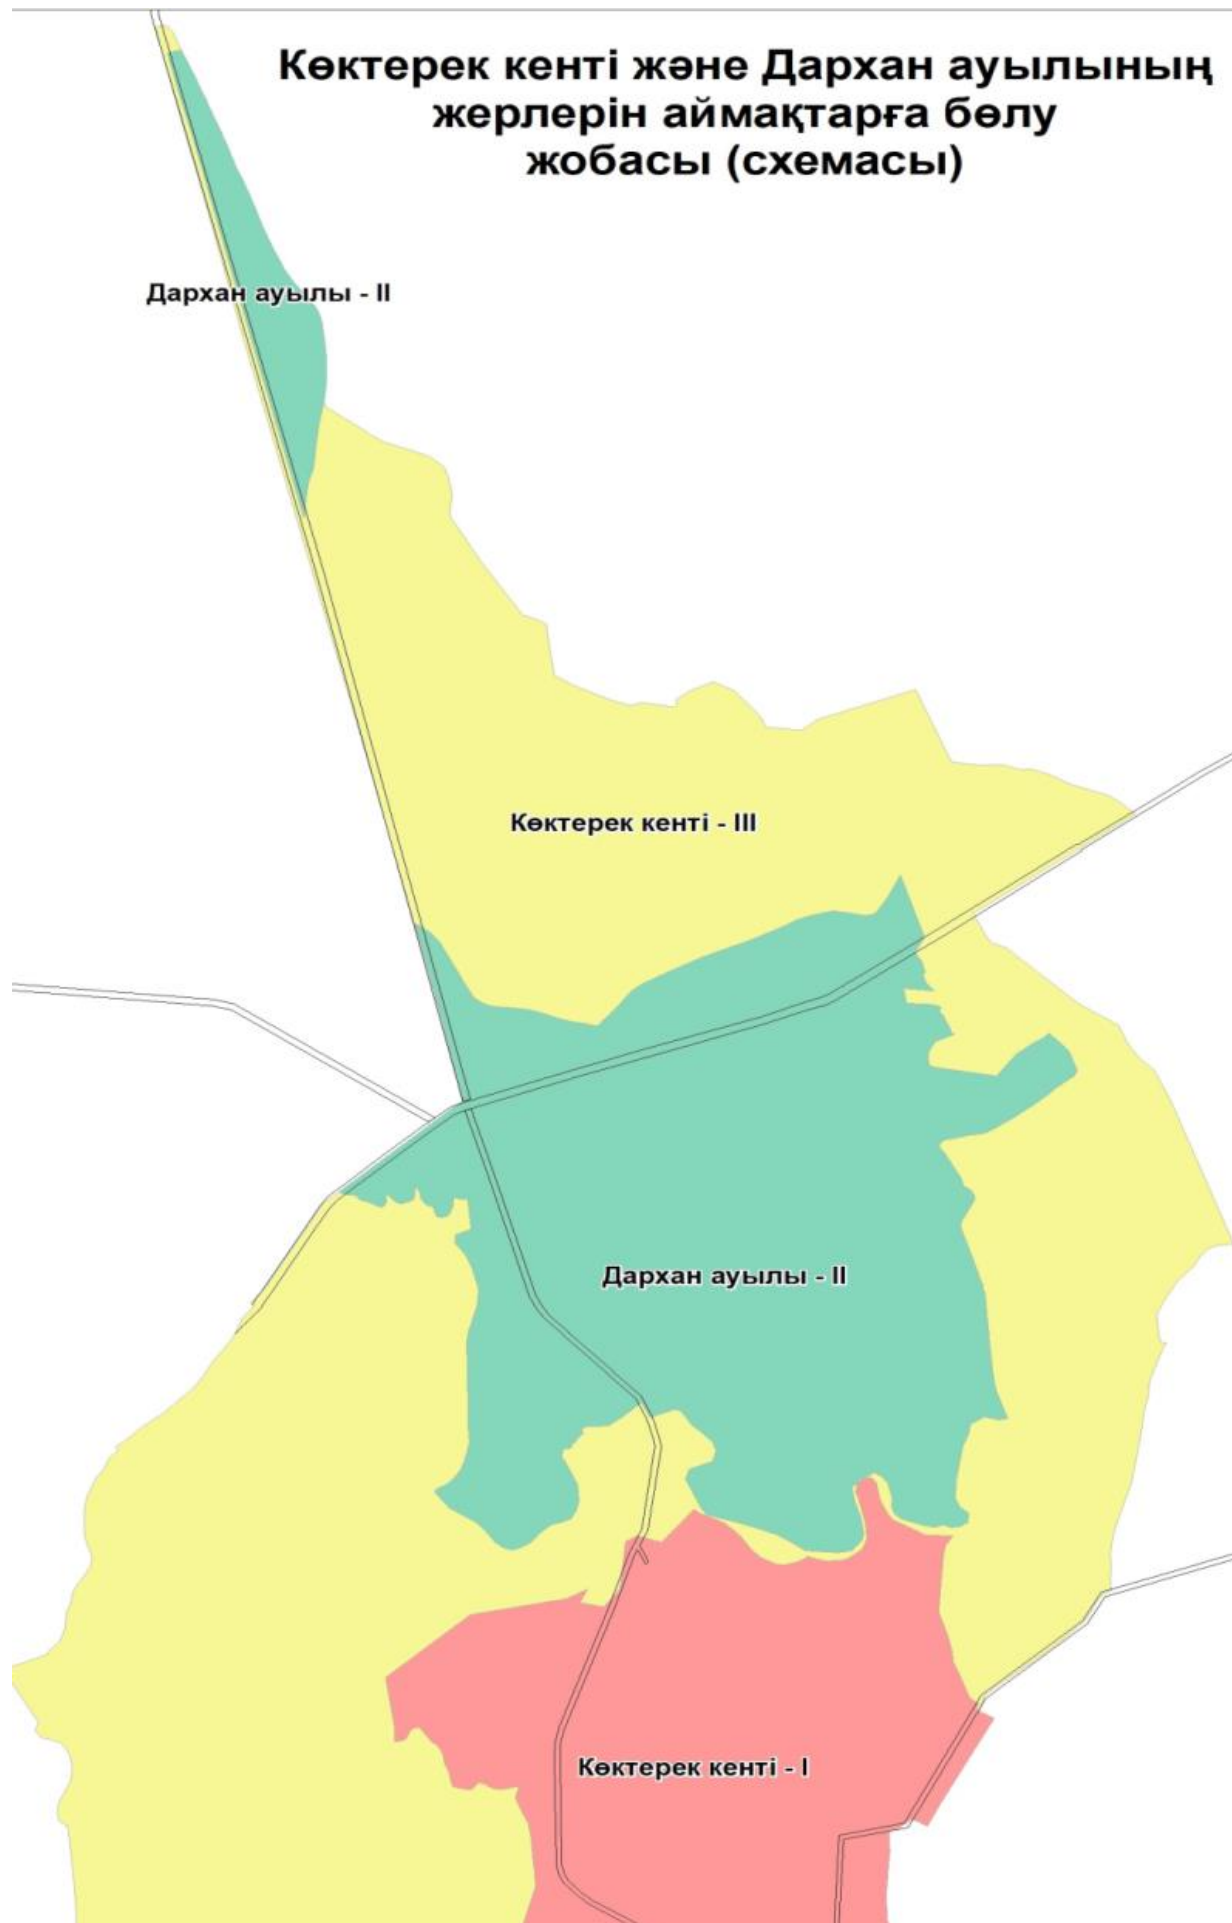 Көктерек кенті және Дархан ауылының
жерлерін аймақтарға бөлу
жобасы (схемасы)
Дархан ауылы - II
Көктерек кенті - III
Дархан ауылы - II
Көктерек кенті - I